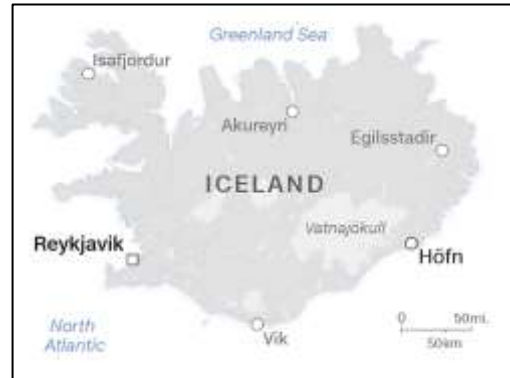 Greenland Sea
Isafjordur
Akureyri
Egilsstadir
ICELAND
Vatnajokull
Reykjavik
Höfn
North
Atlantic
Vik
0 50mi.
50km